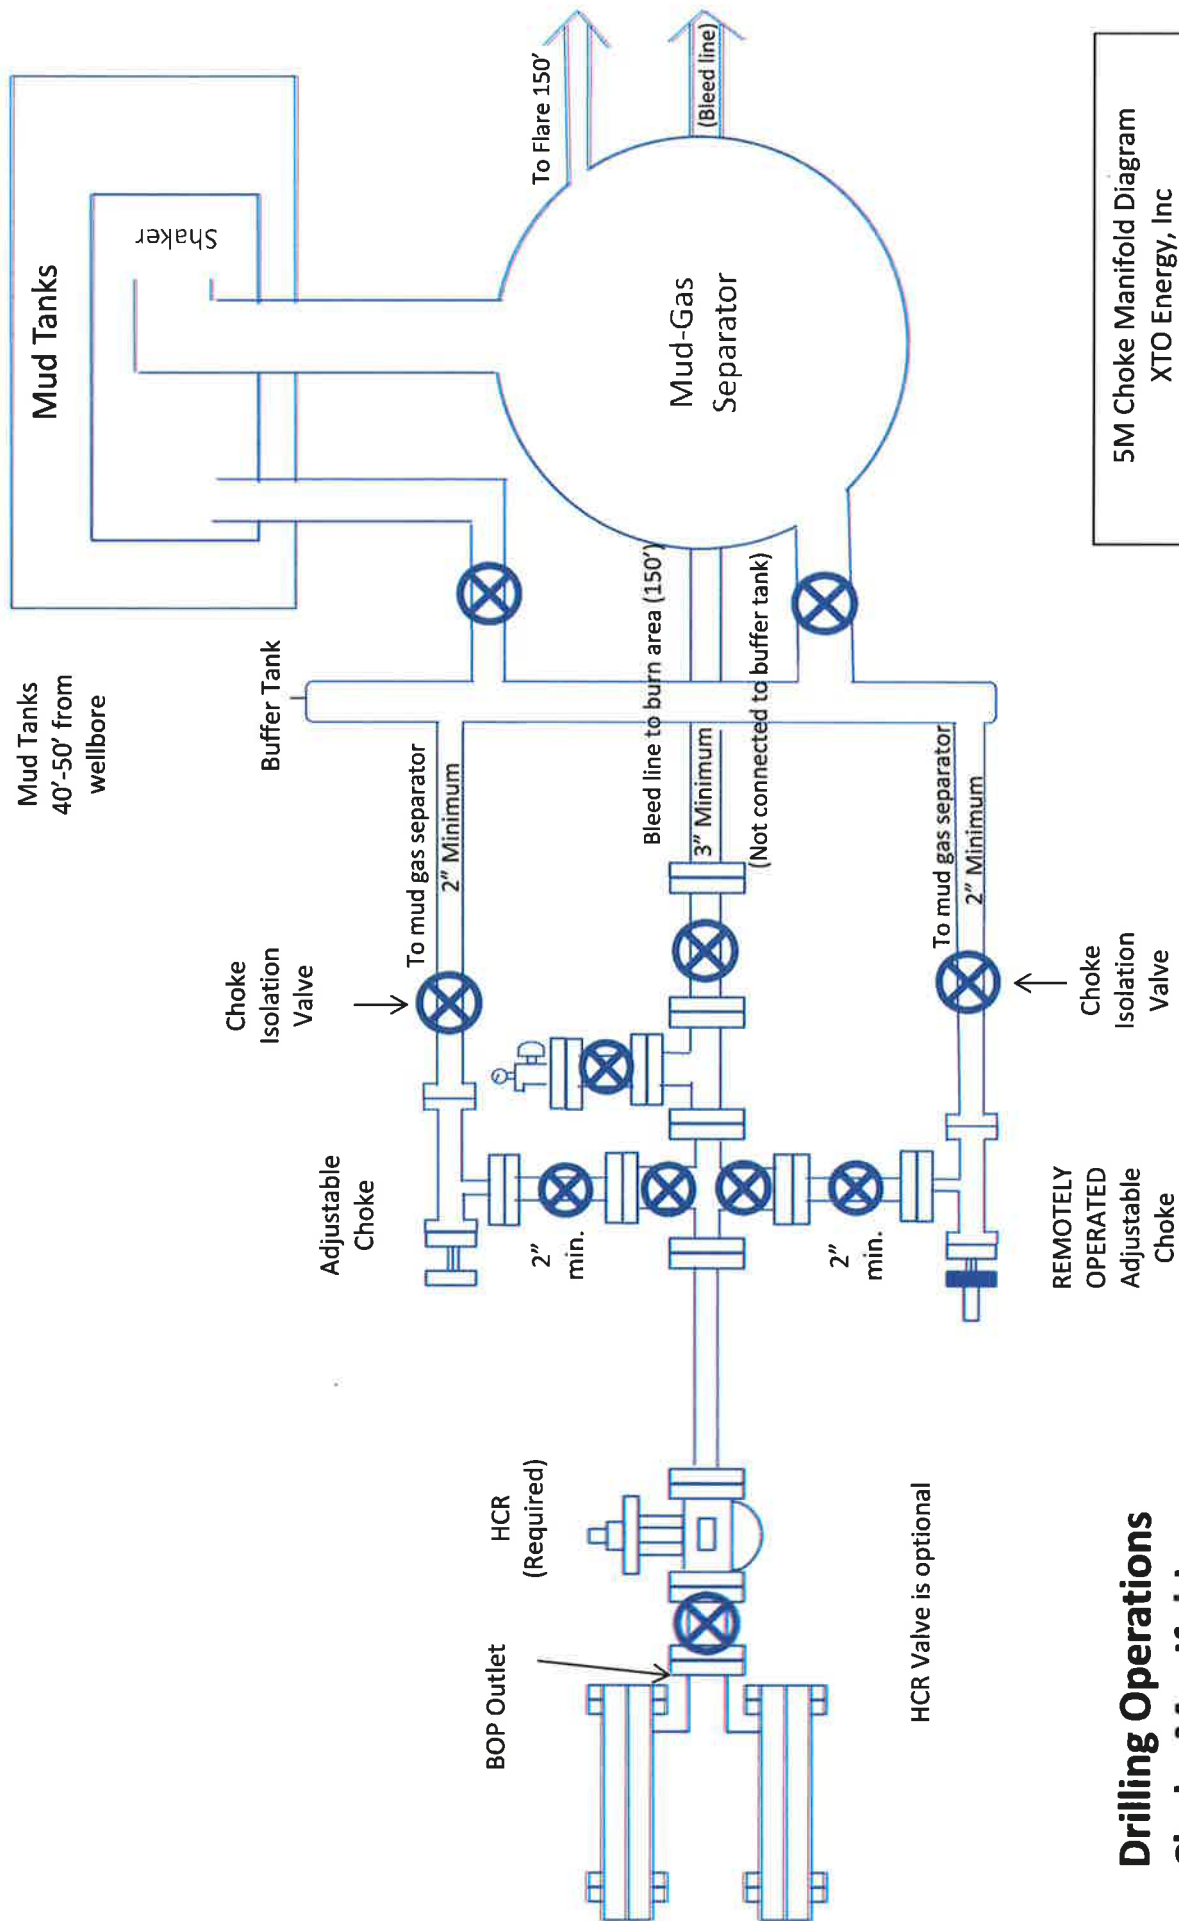 Mud Tanks
Shaker
Mud Tanks
40'-50' from
wellbore
Buffer Tank
To Flare 150'
(Bleed line)
Mud-Gas
Separator
Choke
Isolation
Valve
To mud gas separator
2" Minimum
Bleed line to burn area (150')
3" Minimum
(Not connected to buffer tank)
To mud gas separator
2" Minimum
Choke
Isolation
Valve
Adjustable
Choke
2"
min.
2"
min.
REMOTELY
OPERATED
Adjustable
Choke
HCR
(Required)
BOP Outlet
HCR Valve is optional
5M Choke Manifold Diagram
XTO Energy, Inc
Drilling Operations